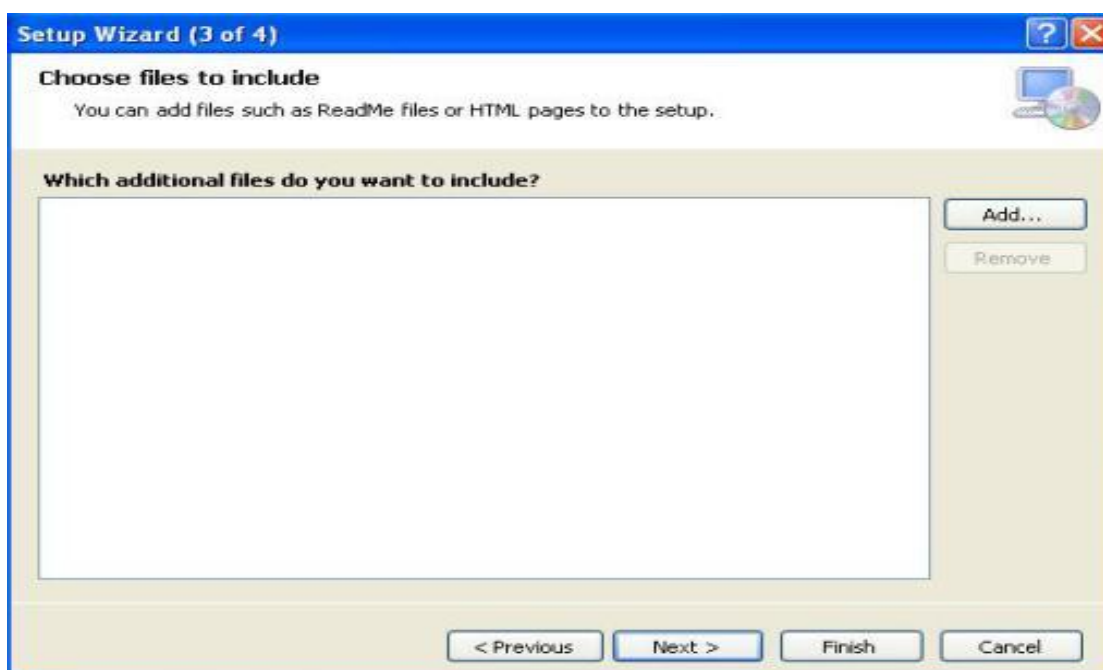 Setup Wizard (3 of 4)
?
Choose files to include
You can add files such as ReadMe files or HTML pages to the setup.
Which additional files do you want to include?
Add...
Remove
< Previous Next > Finish Cancel